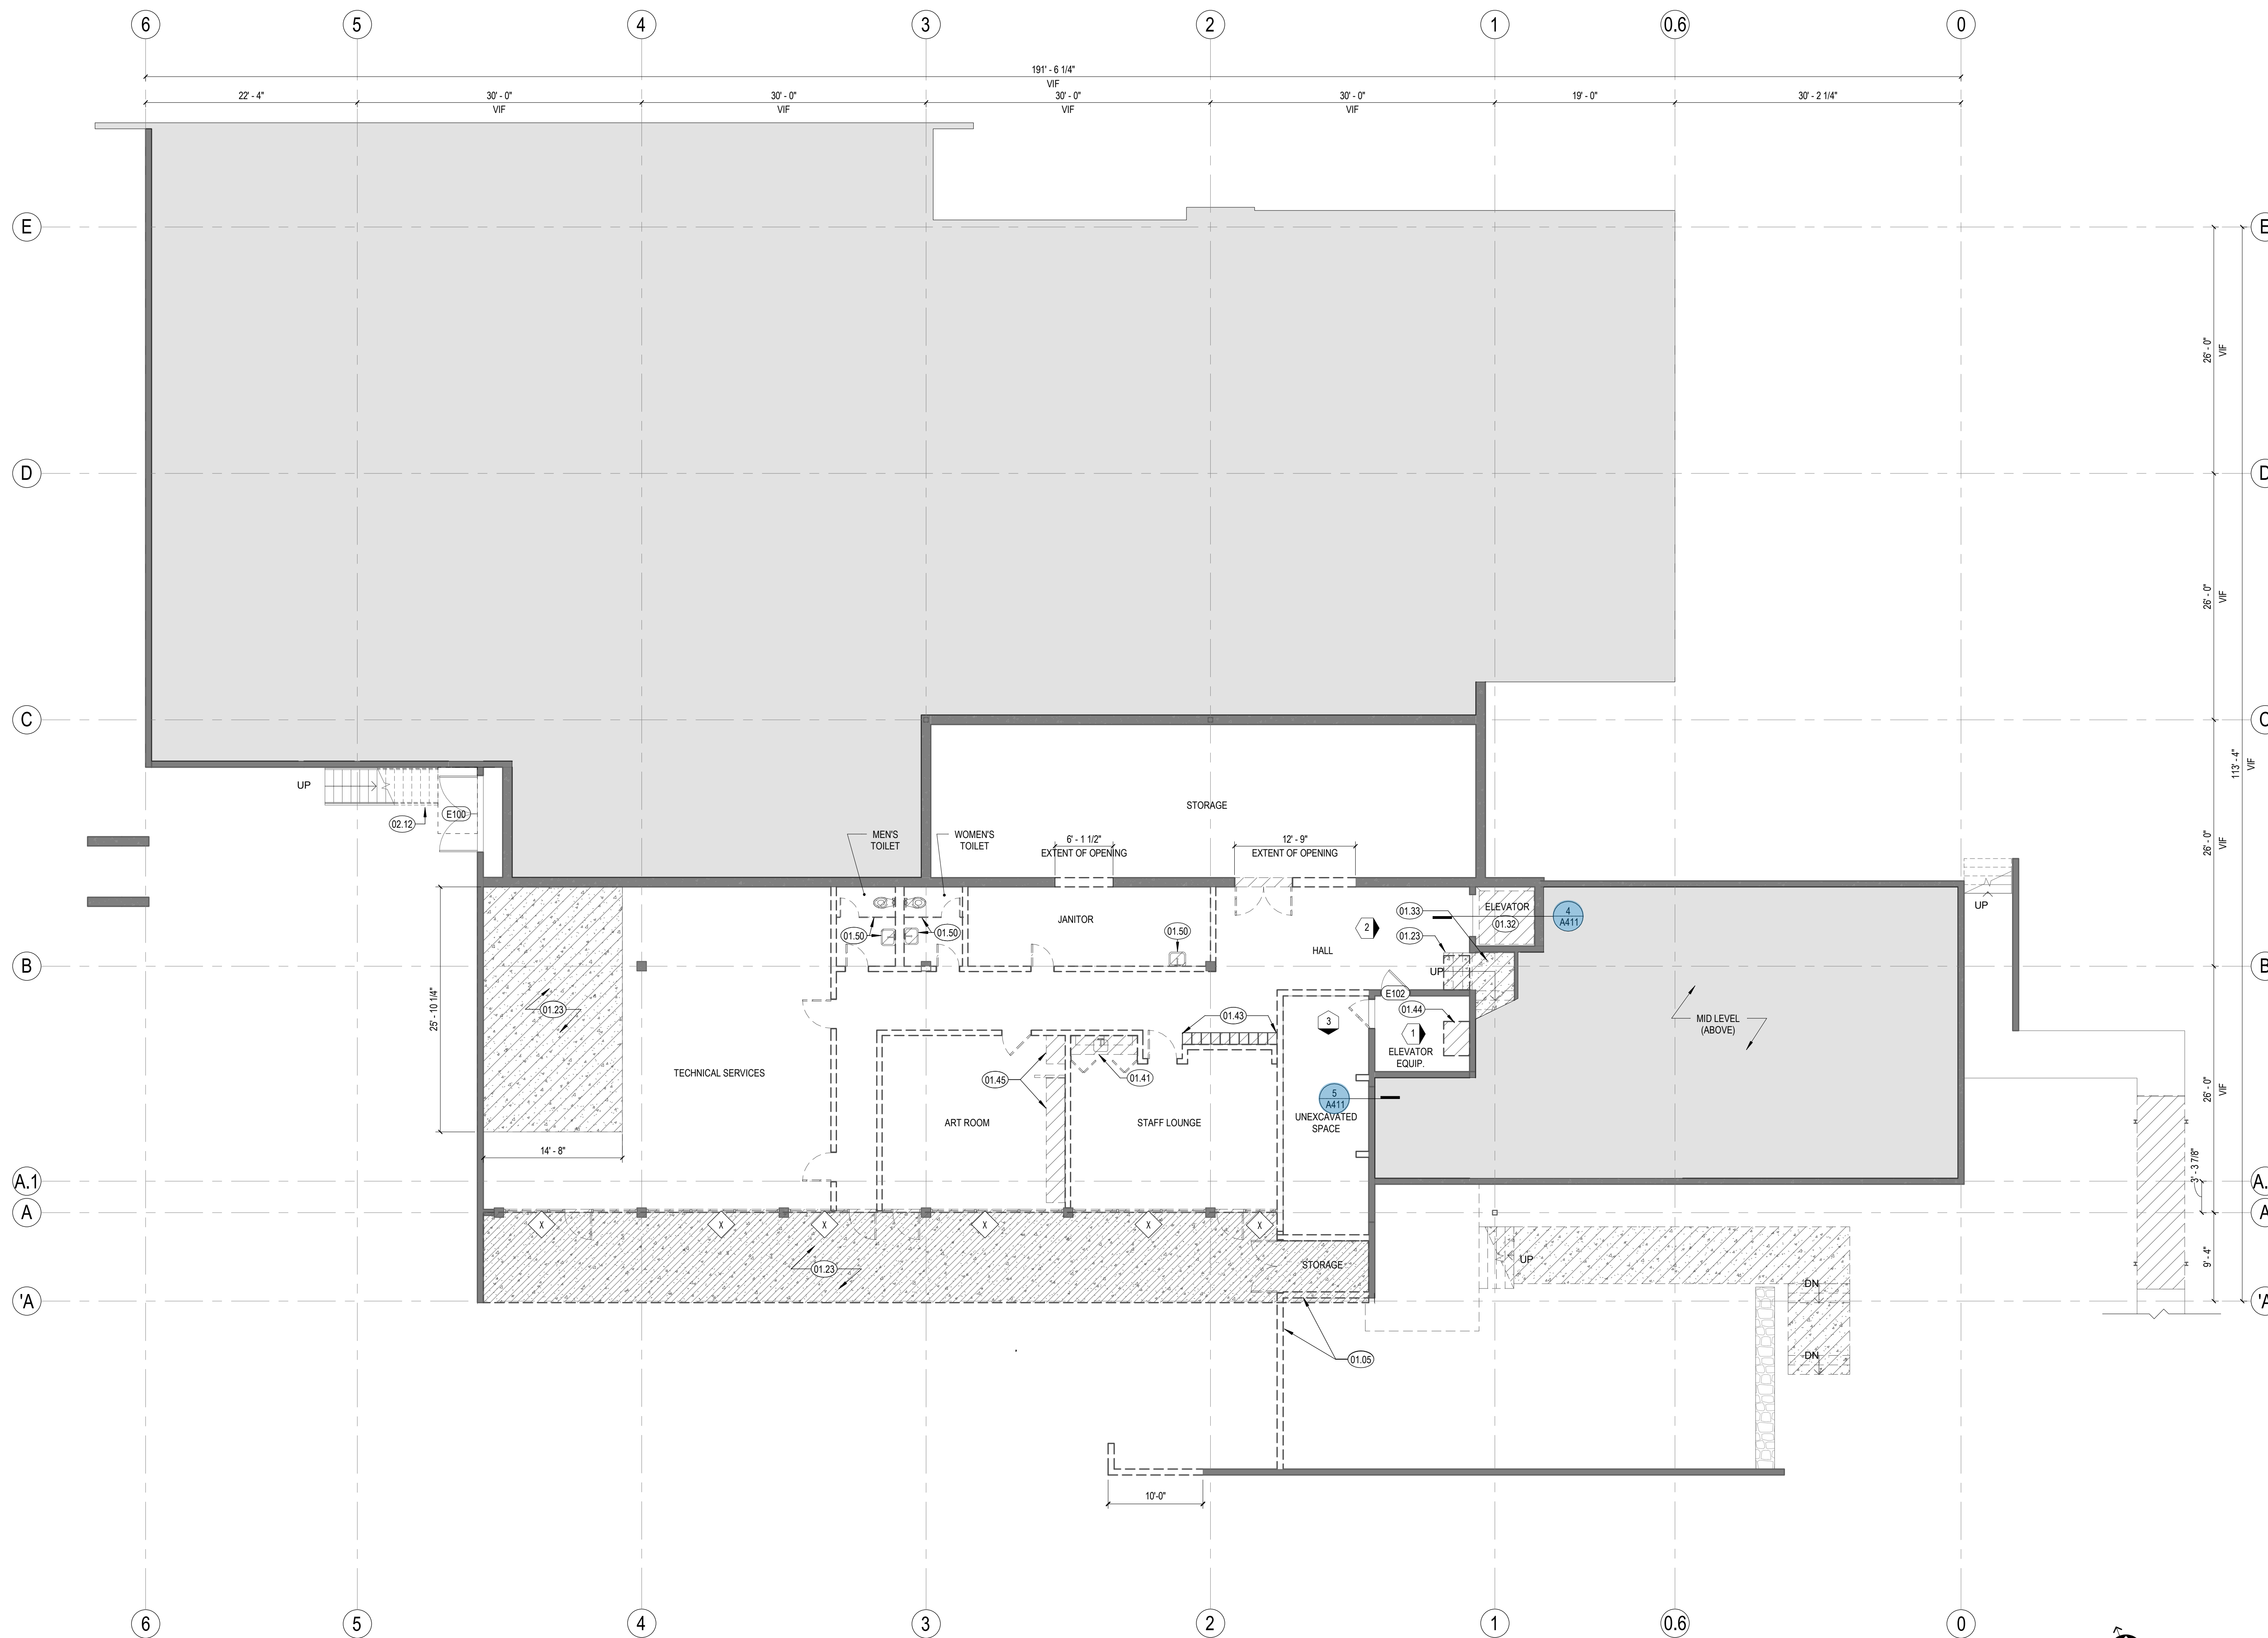 6 5 4 3 2 1 0.6 0
191' - 6 1/4"
VIF
22' - 4" 30' - 0" 30' - 0" 30' - 0" 30' - 0" 19' - 0" 30' - 2 1/4"
VIF VIF VIF VIF
E E
26' - 0"
VIF
D D
26' - 0"
VIF
C C
113' - 4"
VIF
26' - 0"
VIF
UP
E100
02.12
STORAGE
MEN'S
TOILET
WOMEN'S
TOILET
6' - 1 1/2"
EXTENT OF OPENING
12' - 9"
EXTENT OF OPENING
UP
ELEVATOR
01.32
01.33
4
A411
JANITOR
01.50
01.50
01.50
2
01.23
HALL
B B
UP
E102
01.44
25' - 10 1/4"
01.23
01.43
3
1
ELEVATOR
EQUIP.
MID LEVEL
(ABOVE)
TECHNICAL SERVICES
01.45
01.41
5
A411
26' - 0"
VIF
ART ROOM
STAFF LOUNGE
UNEXCAVATED
SPACE
14' - 8"
A.1 A.
3' - 3 7/8"
A A
X X X X X X
01.23
STORAGE
UP
9' - 4"
DN
'A 'A
01.05
DN
10'-0"
6 5 4 3 2 1 0.6 0